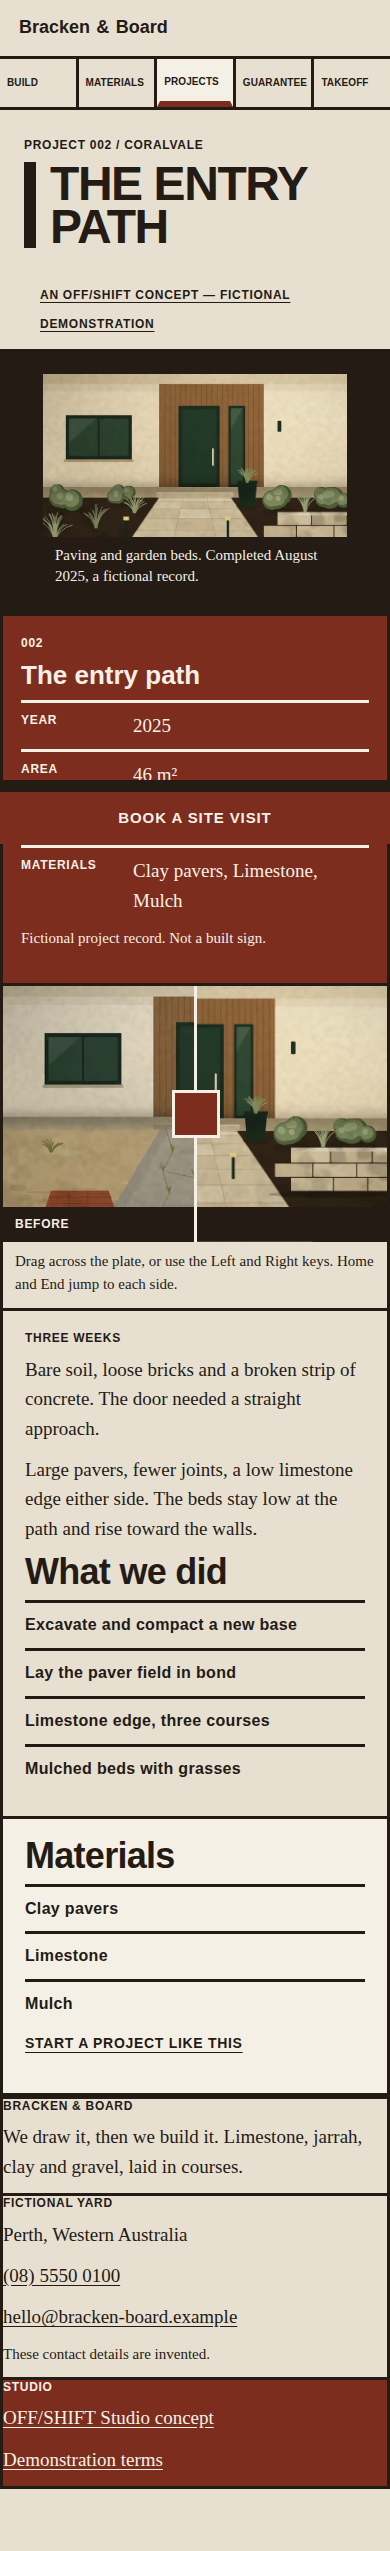 Bracken & Board
BUILD
MATERIALS
PROJECTS
GUARANTEE
TAKEOFF
PROJECT 002 / CORALVALE
THE ENTRY
PATH
AN OFF/SHIFT CONCEPT — FICTIONAL
DEMONSTRATION
Paving and garden beds. Completed August
2025, a fictional record.
002
The entry path
YEAR 2025
AREA 46 m²
BOOK A SITE VISIT
MATERIALS Clay pavers, Limestone,
Mulch
Fictional project record. Not a built sign.
BEFORE
Drag across the plate, or use the Left and Right keys. Home
and End jump to each side.
THREE WEEKS
Bare soil, loose bricks and a broken strip of
concrete. The door needed a straight
approach.
Large pavers, fewer joints, a low limestone
edge either side. The beds stay low at the
path and rise toward the walls.
What we did
Excavate and compact a new base
Lay the paver field in bond
Limestone edge, three courses
Mulched beds with grasses
Materials
Clay pavers
Limestone
Mulch
START A PROJECT LIKE THIS
BRACKEN & BOARD
We draw it, then we build it. Limestone, jarrah,
clay and gravel, laid in courses.
FICTIONAL YARD
Perth, Western Australia
(08) 5550 0100
hello@bracken-board.example
These contact details are invented.
STUDIO
OFF/SHIFT Studio concept
Demonstration terms